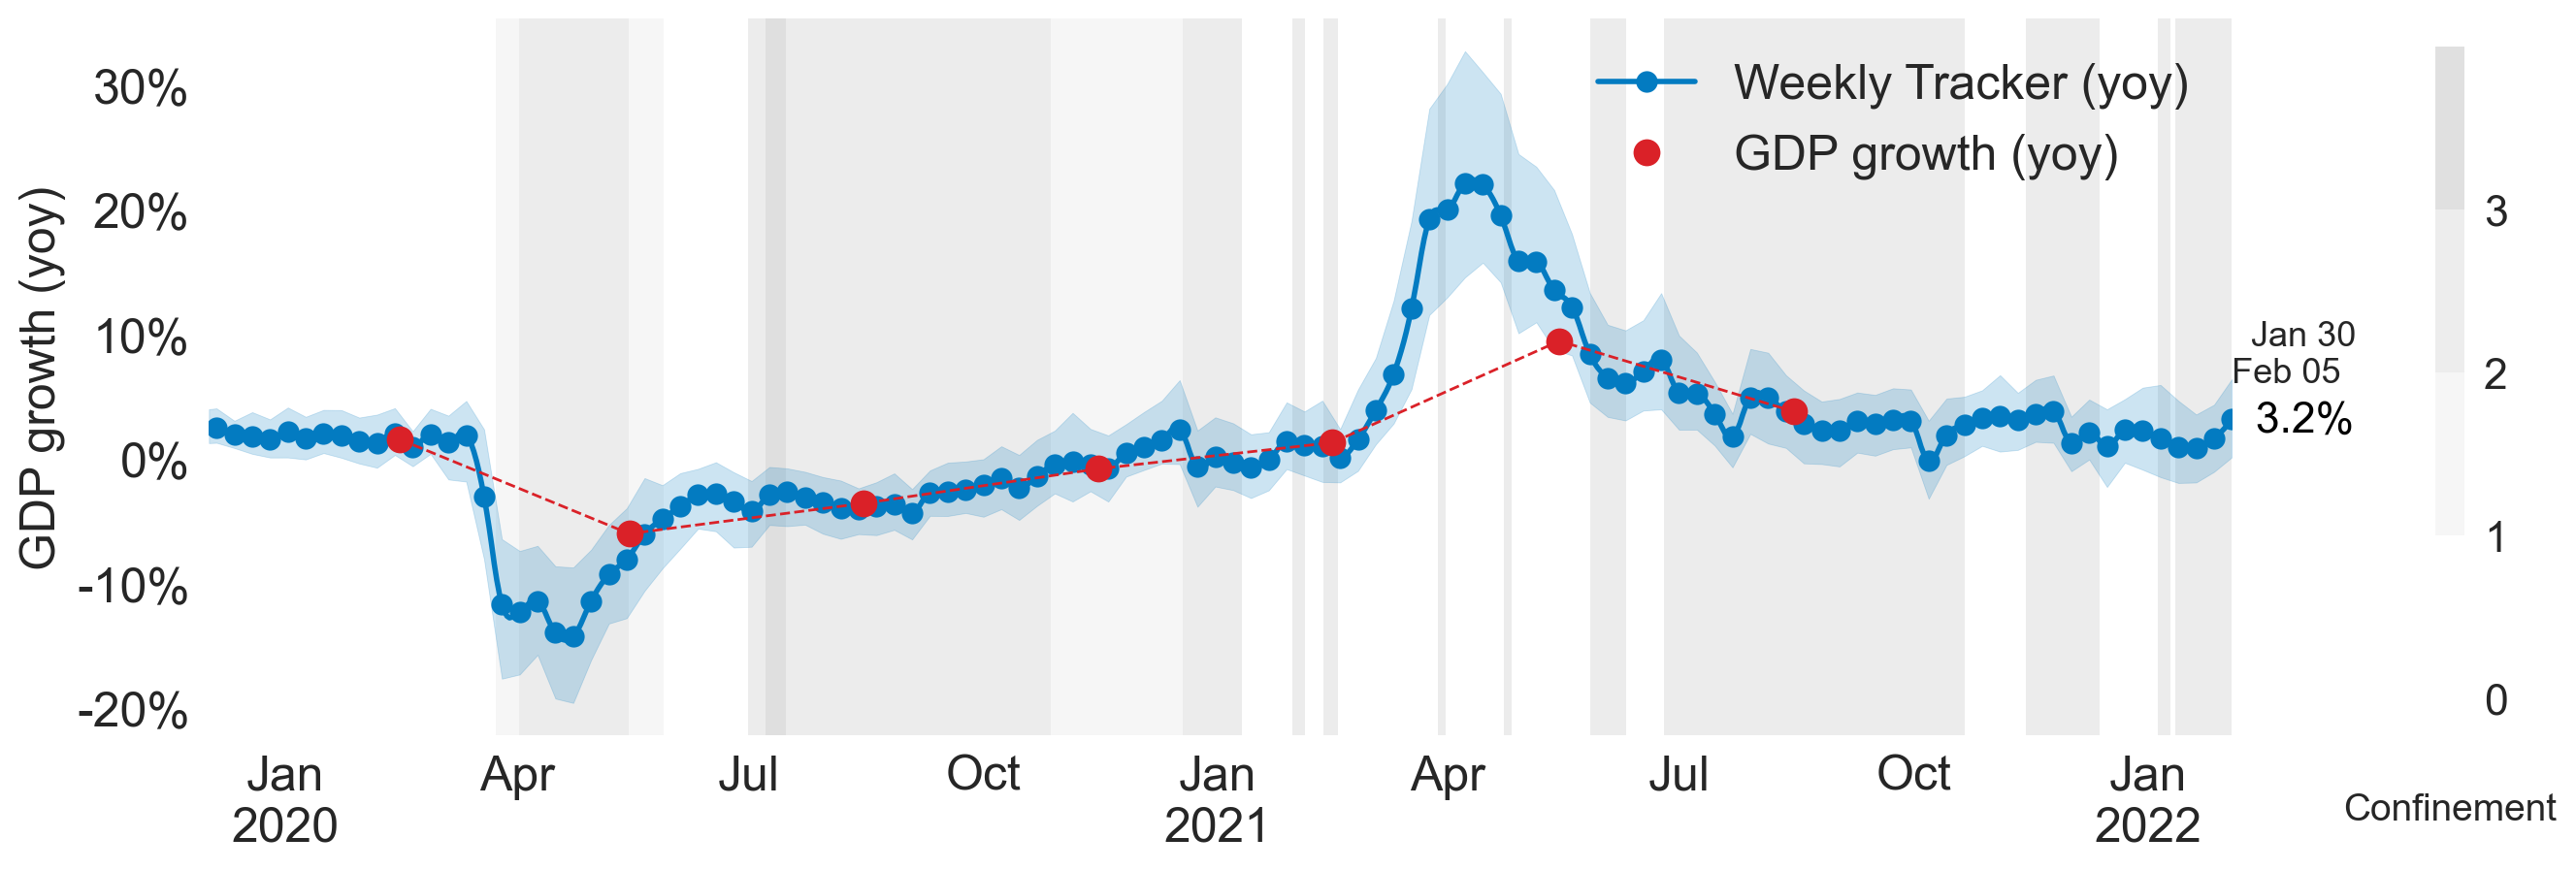 GDP growth (yoy)
30%
20%
10%
0%
-10%
-20%
Weekly Tracker (yoy)
GDP growth (yoy)
Jan 30
Feb 05
3.2%
3
2
1
0
Confinement
Jan Apr Jul Oct Jan Apr Jul Oct Jan
2020 2021 2022